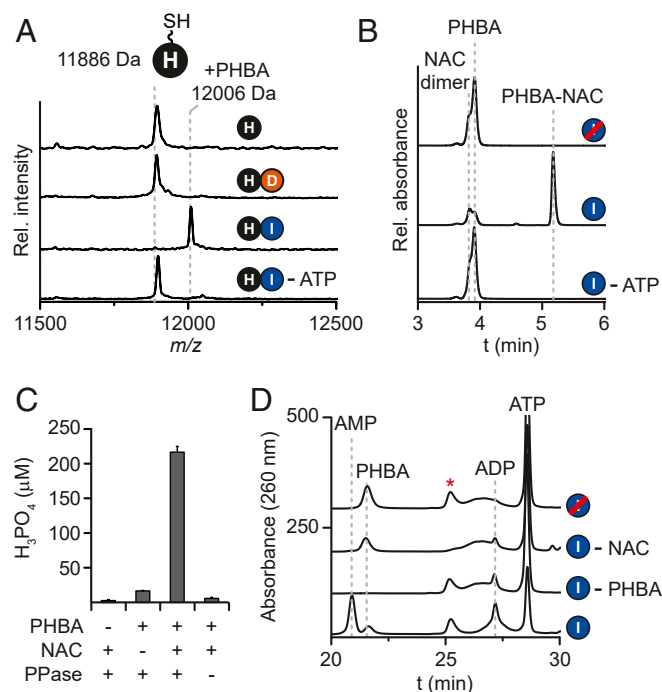 A
SH
H
11886 Da
+PHBA
12006 Da
Rel. intensity
H
H D
H I
H I - ATP
11500 12000 12500
m/z
B
PHBA
NAC
dimer
PHBA-NAC
Rel. absorbance
I
I
I - ATP
3 4 5 6
t (min)
C
H3PO4 (μM)
250
200
150
100
50
PHBA - + + +
NAC + - + +
PPase + + + -
D
Absorbance (260 nm)
500
250
AMP
PHBA
*
ADP
ATP
I
I - NAC
I - PHBA
I
20 25 30
t (min)